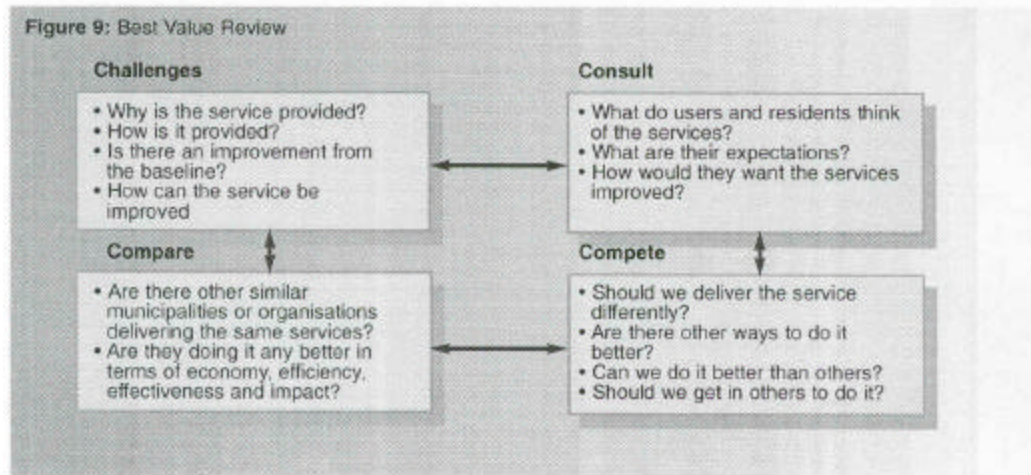 Figure 9: Best Value Review
Challenges
• Why is the service provided?
• How is it provided?
• Is there an improvement from
the baseline?
• How can the service be
improved
Consult
• What do users and residents think
of the services?
• What are their expectations?
• How would they want the services
improved?
Compare
• Are there other similar
municipalities or organisations
delivering the same services?
• Are they doing it any better in
terms of economy, efficiency,
effectiveness and impact?
Compete
• Should we deliver the service
differently?
• Are there other ways to do it
better?
• Can we do it better than others?
• Should we get in others to do it?